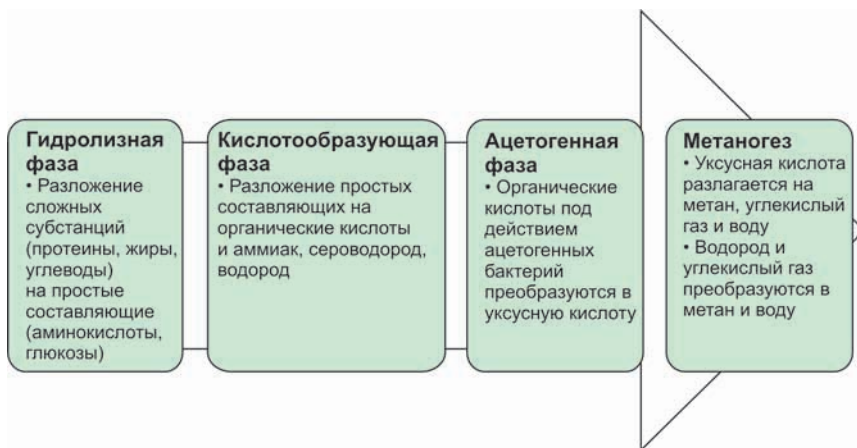 Гидролизная
фаза
• Разложение
сложных
субстанций
(протеины, жиры,
углеводы)
на простые
составляющие
(аминокислоты,
глюкозы)
Кислотообразующая
фаза
• Разложение простых
составляющих на
органические кислоты
и аммиак, сероводород,
водород
Ацетогенная
фаза
• Органические
кислоты под
действием
ацетогенных
бактерий
преобразуются в
уксусную кислоту
Метаногез
• Уксусная кислота
разлагается на
метан, углекислый
газ и воду
• Водород и
углекислый газ
преобразуются в
метан и воду